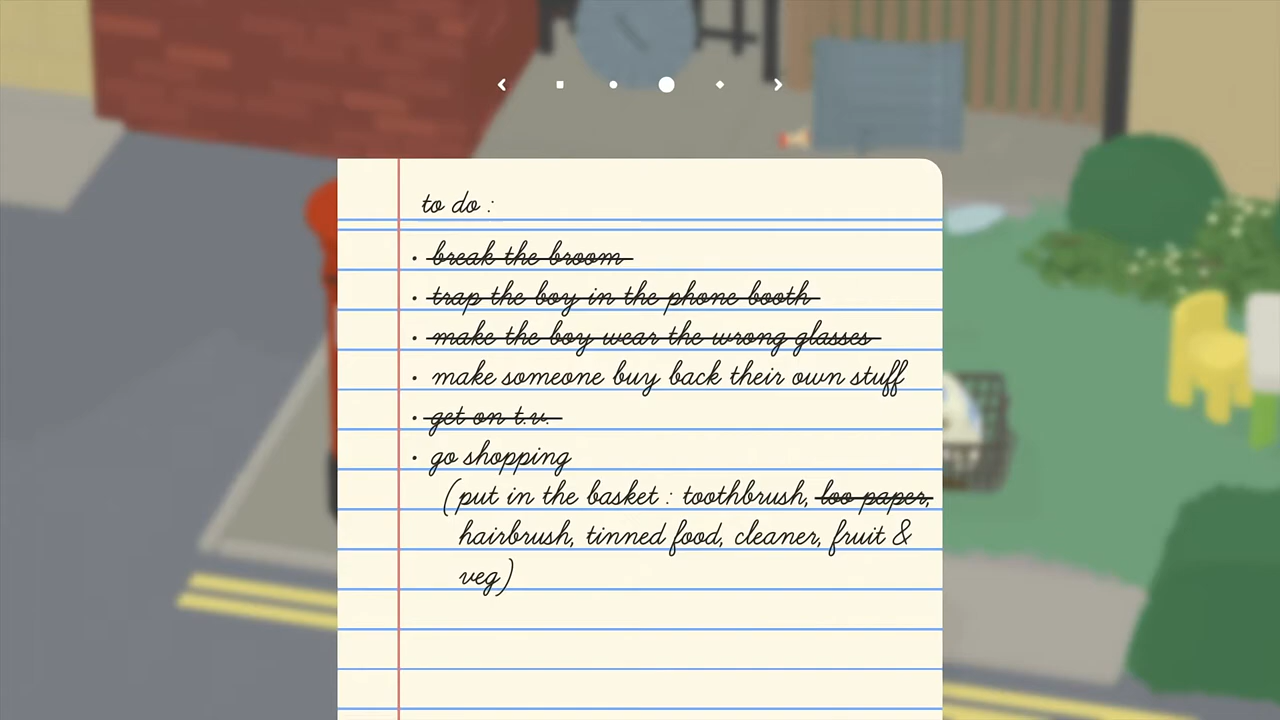 to do :
• break the broom
• trap the boy in the phone booth
• make the boy wear the wrong glasses
• make someone buy back their own stuff
• get on t.v.
• go shopping
(put in the basket : toothbrush, loo paper,
hairbrush, tinned food, cleaner, fruit &
veg)